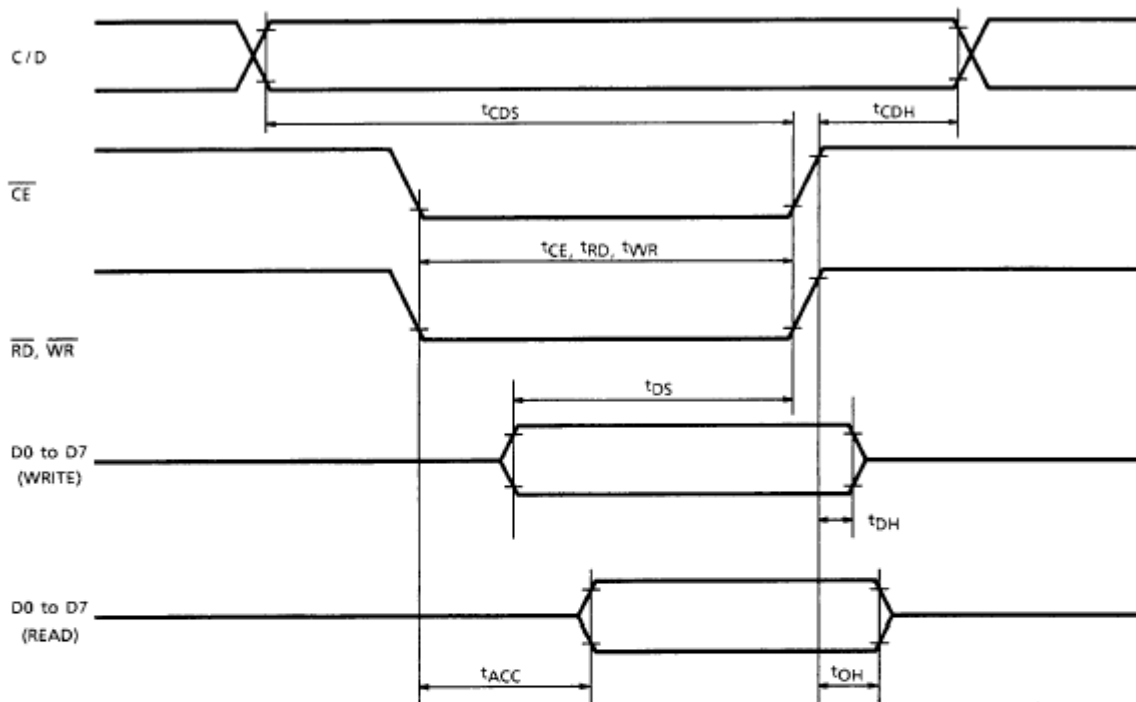 C/D
tCDS
tCDH
CE
tCE, tRD, tWR
RD, WR
tDS
D0 to D7
(WRITE)
tDH
D0 to D7
(READ)
tACC
tOH